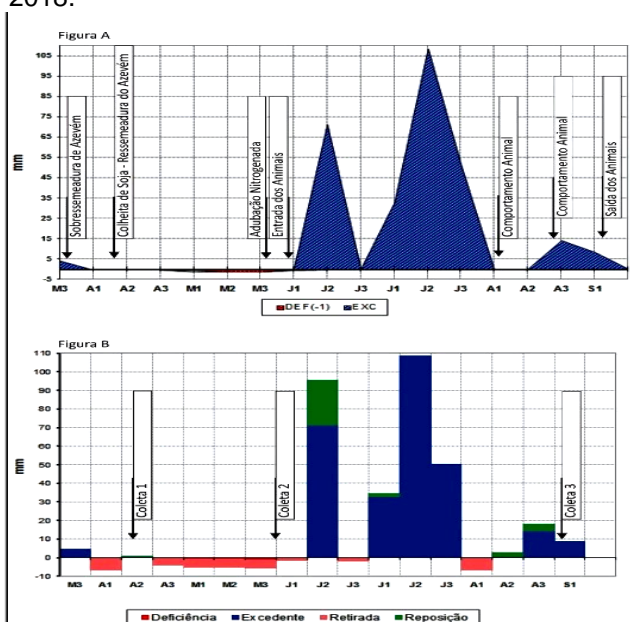 2018.
Figura A
105
95
85
75
65
55
45
35
25
15
5
-5
mm
Sobressemeadura de Azevém
Colheita de Soja - Ressemeadura do Azevém
Adubação Nitrogenada
Entrada dos Animais
Comportamento Animal
Comportamento Animal
Saida dos Animais
M3 A1 A2 A3 M1 M2 M3 J1 J2 J3 J1 J2 J3 A1 A2 A3 S1
DEF(-1) EXC
Figura B
110
100
90
80
70
60
50
40
30
20
10
0
-10
mm
Coleta 1
Coleta 2
Coleta 3
M3 A1 A2 A3 M1 M2 M3 J1 J2 J3 J1 J2 J3 A1 A2 A3 S1
Deficiência Excedente Retirada Reposição